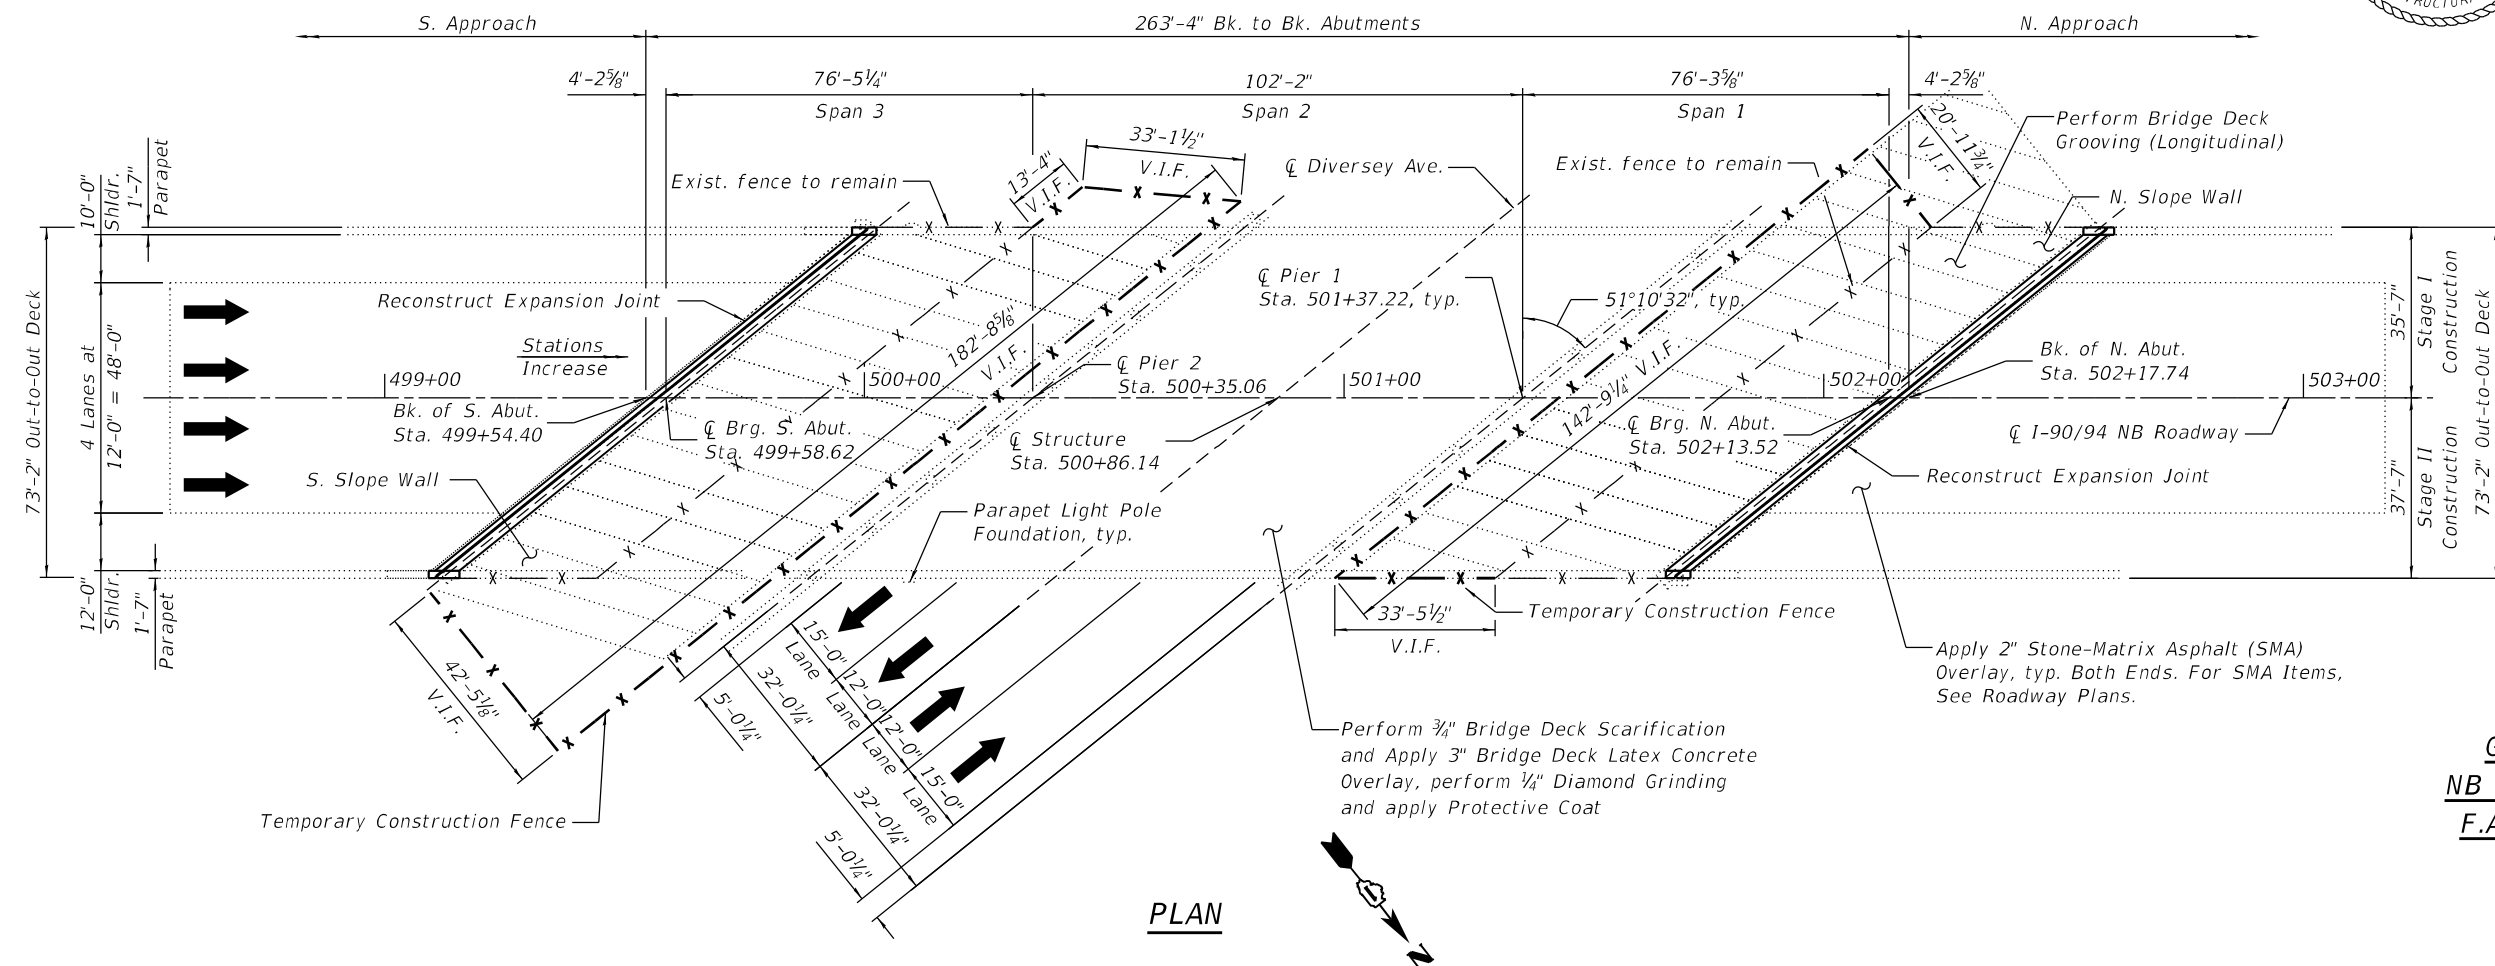 RUCTUR
S. Approach
263'-4" Bk. to Bk. Abutments
N. Approach
4'-2⅝"
76'-5¼"
102'-2"
76'-3⅝"
4'-2⅝"
Span 3
Span 2
Span 1
10'-0"
Shldr.
1'-7"
Parapet
Exist. fence to remain
13'-4"
V.I.F.
33'-1½"
V.I.F.
℄ Diversey Ave.
Exist. fence to remain
20'-11¾"
V.I.F.
Perform Bridge Deck
Grooving (Longitudinal)
N. Slope Wall
73'-2" Out-to-Out Deck
4 Lanes at
12'-0" = 48'-0"
Reconstruct Expansion Joint
Stations
Increase
182'-8⅝"
V.I.F.
℄ Pier 1
Sta. 501+37.22, typ.
51°10'32", typ.
℄ Pier 2
Sta. 500+35.06
Bk. of N. Abut.
Sta. 502+17.74
35'-7"
Stage I
Construction
499+00
500+00
501+00
502+00
503+00
Bk. of S. Abut.
Sta. 499+54.40
℄ Brg. S. Abut.
Sta. 499+58.62
℄ Structure
Sta. 500+86.14
142'-9¼" V.I.F.
℄ Brg. N. Abut.
Sta. 502+13.52
℄ I-90/94 NB Roadway
37'-7"
Stage II
Construction
73'-2" Out-to-Out Deck
S. Slope Wall
Reconstruct Expansion Joint
Parapet Light Pole
Foundation, typ.
12'-0"
Shldr.
1'-7"
Parapet
42'-5⅛"
V.I.F.
33'-5½"
V.I.F.
Temporary Construction Fence
15'-0"
Lane
12'-0"
Lane
12'-0"
Lane
15'-0"
Lane
32'-0¼"
5'-0¼"
32'-0¼"
5'-0¼"
Apply 2" Stone-Matrix Asphalt (SMA)
Overlay, typ. Both Ends. For SMA Items,
See Roadway Plans.
Perform ¾" Bridge Deck Scarification
and Apply 3" Bridge Deck Latex Concrete
Overlay, perform ¼" Diamond Grinding
and apply Protective Coat
Temporary Construction Fence
PLAN
N
G
NB
F.A